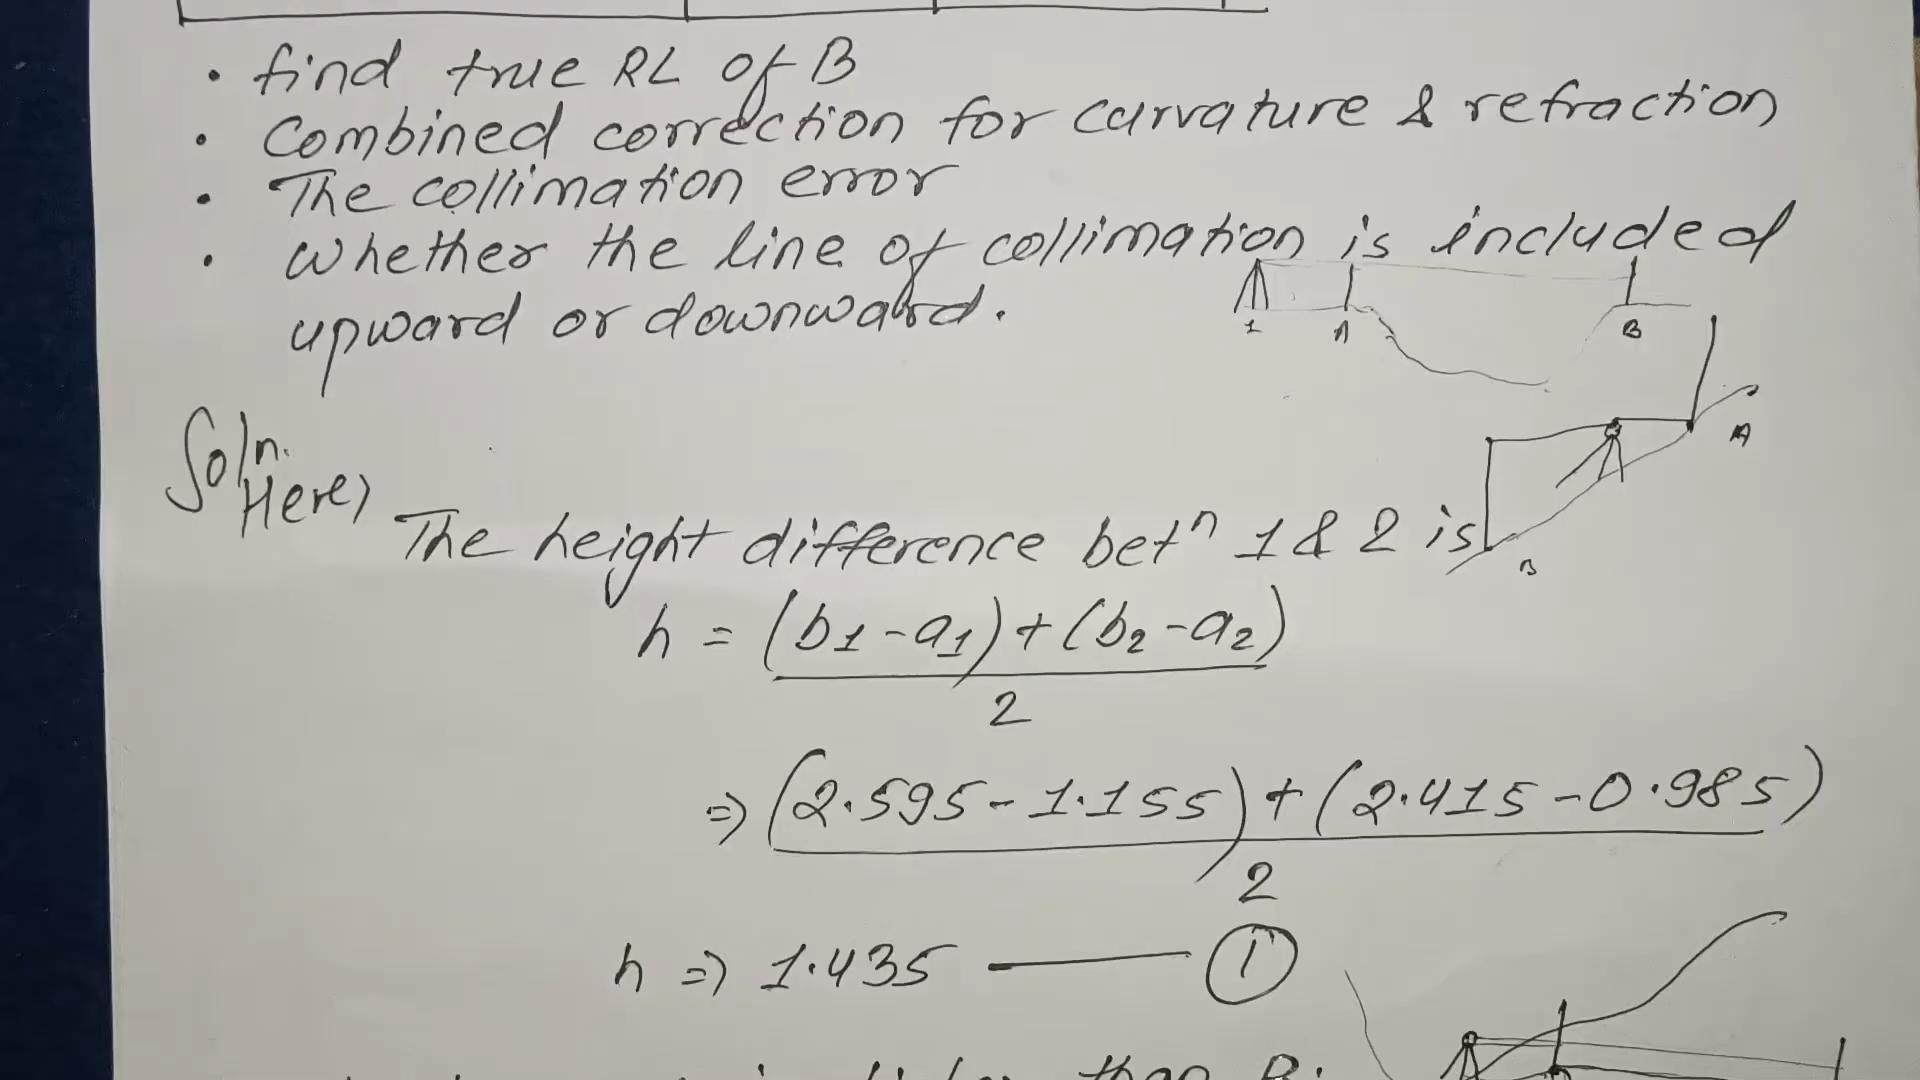 • find true RL of B
• Combined correction for curvature & refraction
• The collimation error
• Whether the line of collimation is included
upward or downward.
1 A B
A
Soln.
Here,
The height difference betⁿ 1 & 2 is
B
h = (b1-a1)+(b2-a2)
2
⇒ (2.595-1.155)+(2.415-0.985)
2
h ⇒ 1.435 — 1
than B.